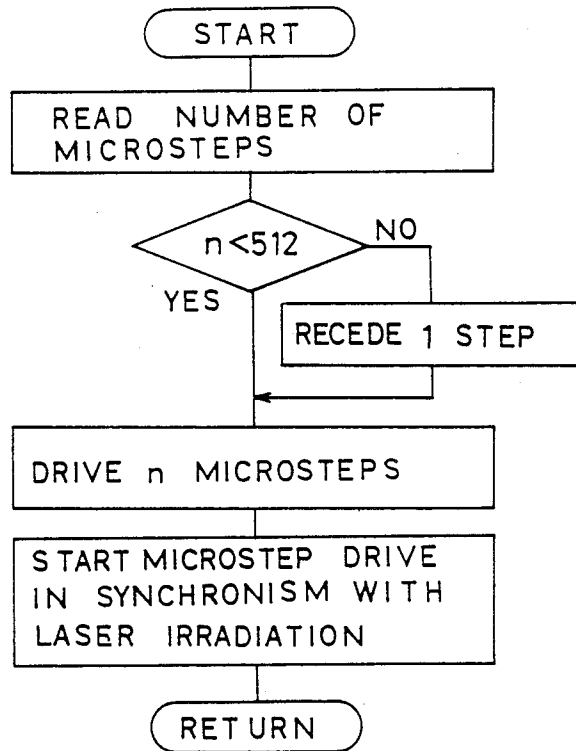 START
READ NUMBER OF
MICROSTEPS
n<512
NO
YES
RECEDE 1 STEP
DRIVE n MICROSTEPS
START MICROSTEP DRIVE
IN SYNCHRONISM WITH
LASER IRRADIATION
RETURN